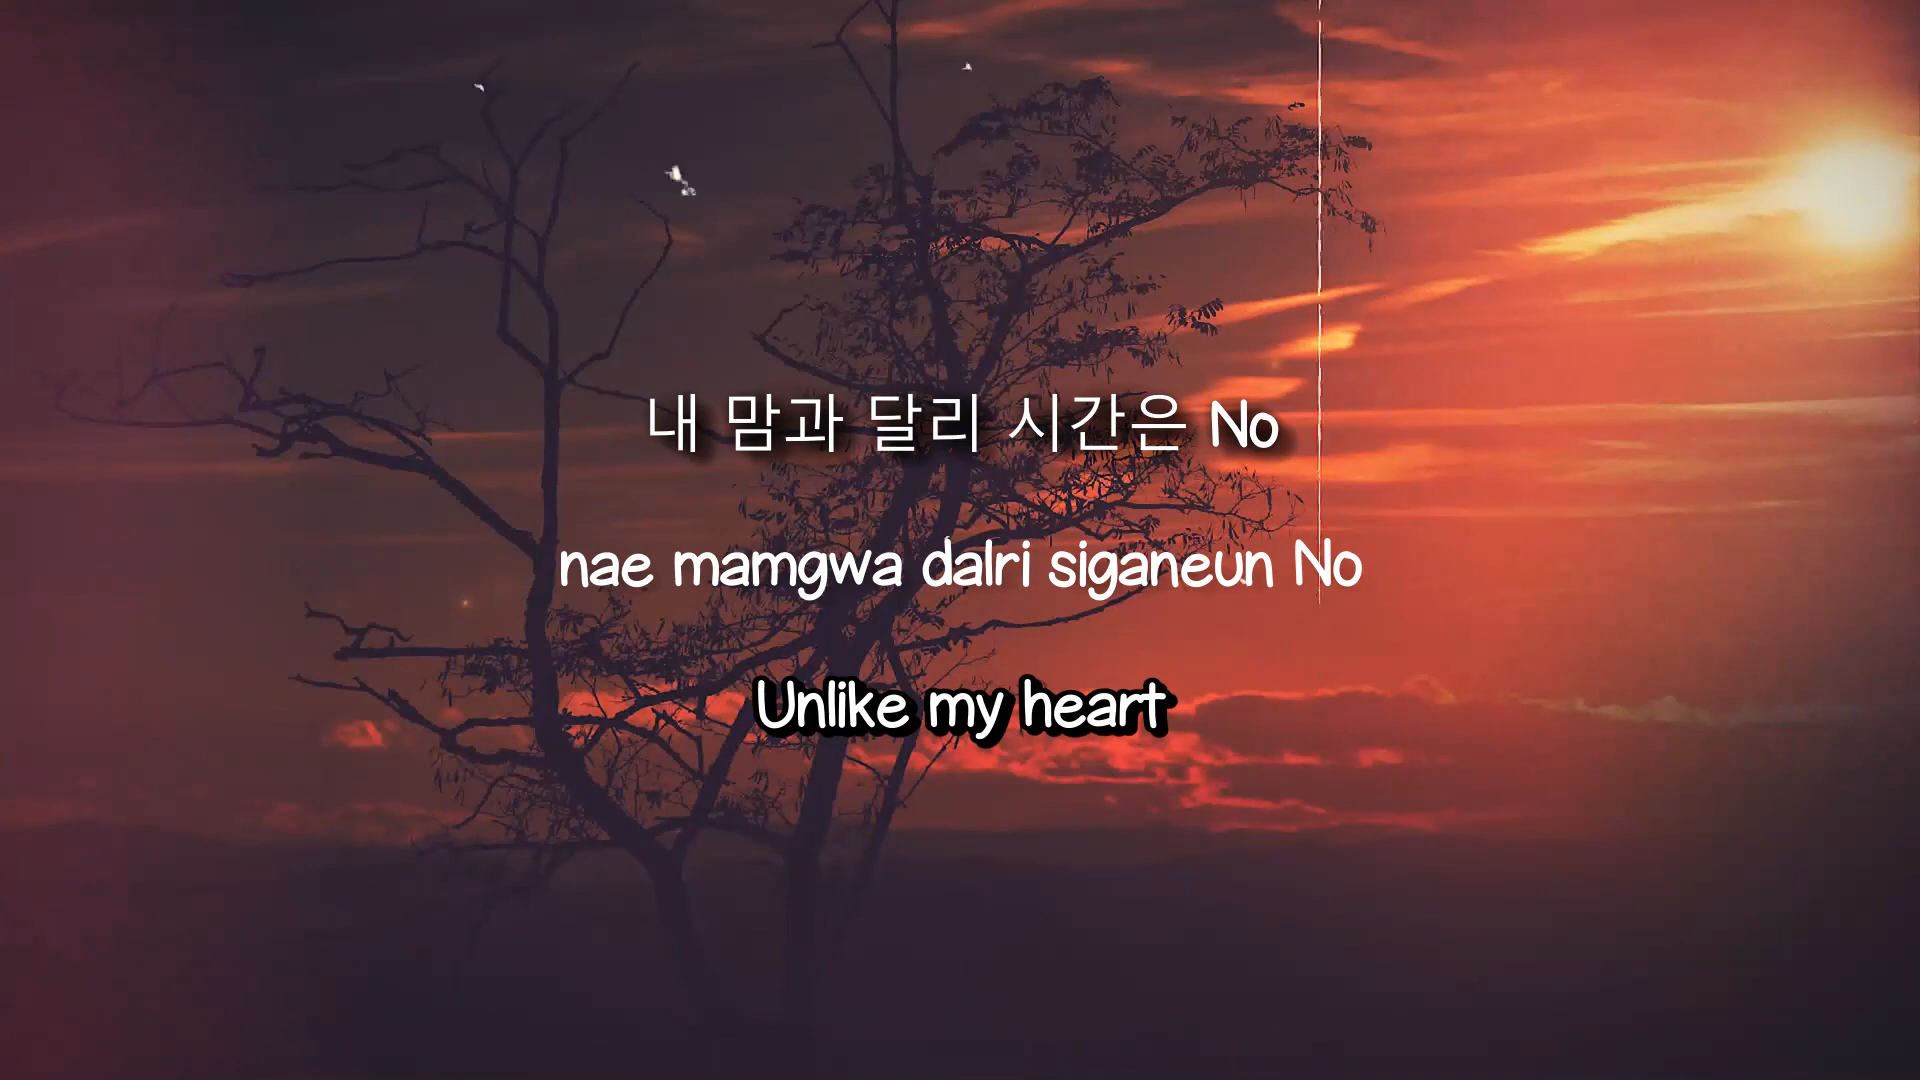 내 맘과 달리 시간은 No
nae mamgwa dalri siganeun No
Unlike my heart